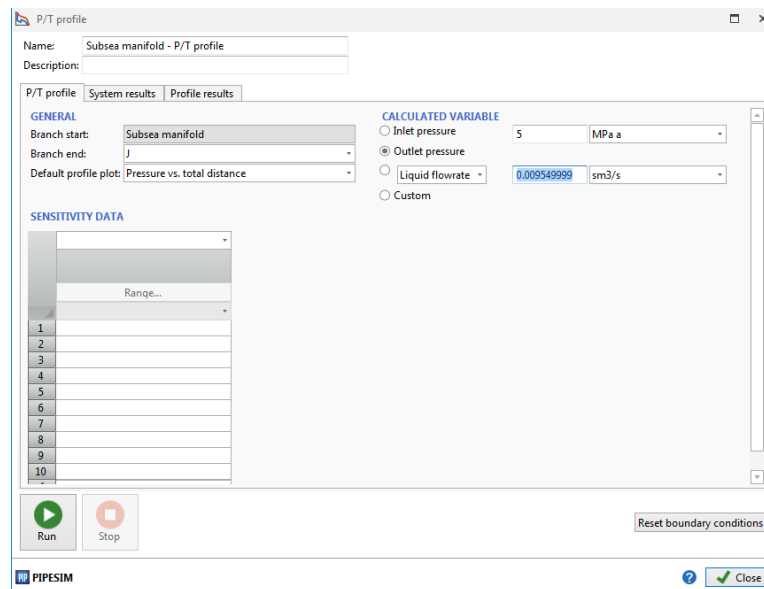 P/T profile
Name: Subsea manifold - P/T profile
Description:
P/T profile System results Profile results
GENERAL
Branch start: Subsea manifold
Branch end: J
Default profile plot: Pressure vs. total distance
CALCULATED VARIABLE
Inlet pressure 5 MPa a
Outlet pressure
Liquid flowrate 0.009549999 sm3/s
Custom
SENSITIVITY DATA
Range...
1
2
3
4
5
6
7
8
9
10
Run Stop
Reset boundary conditions
PIPESIM
? Close